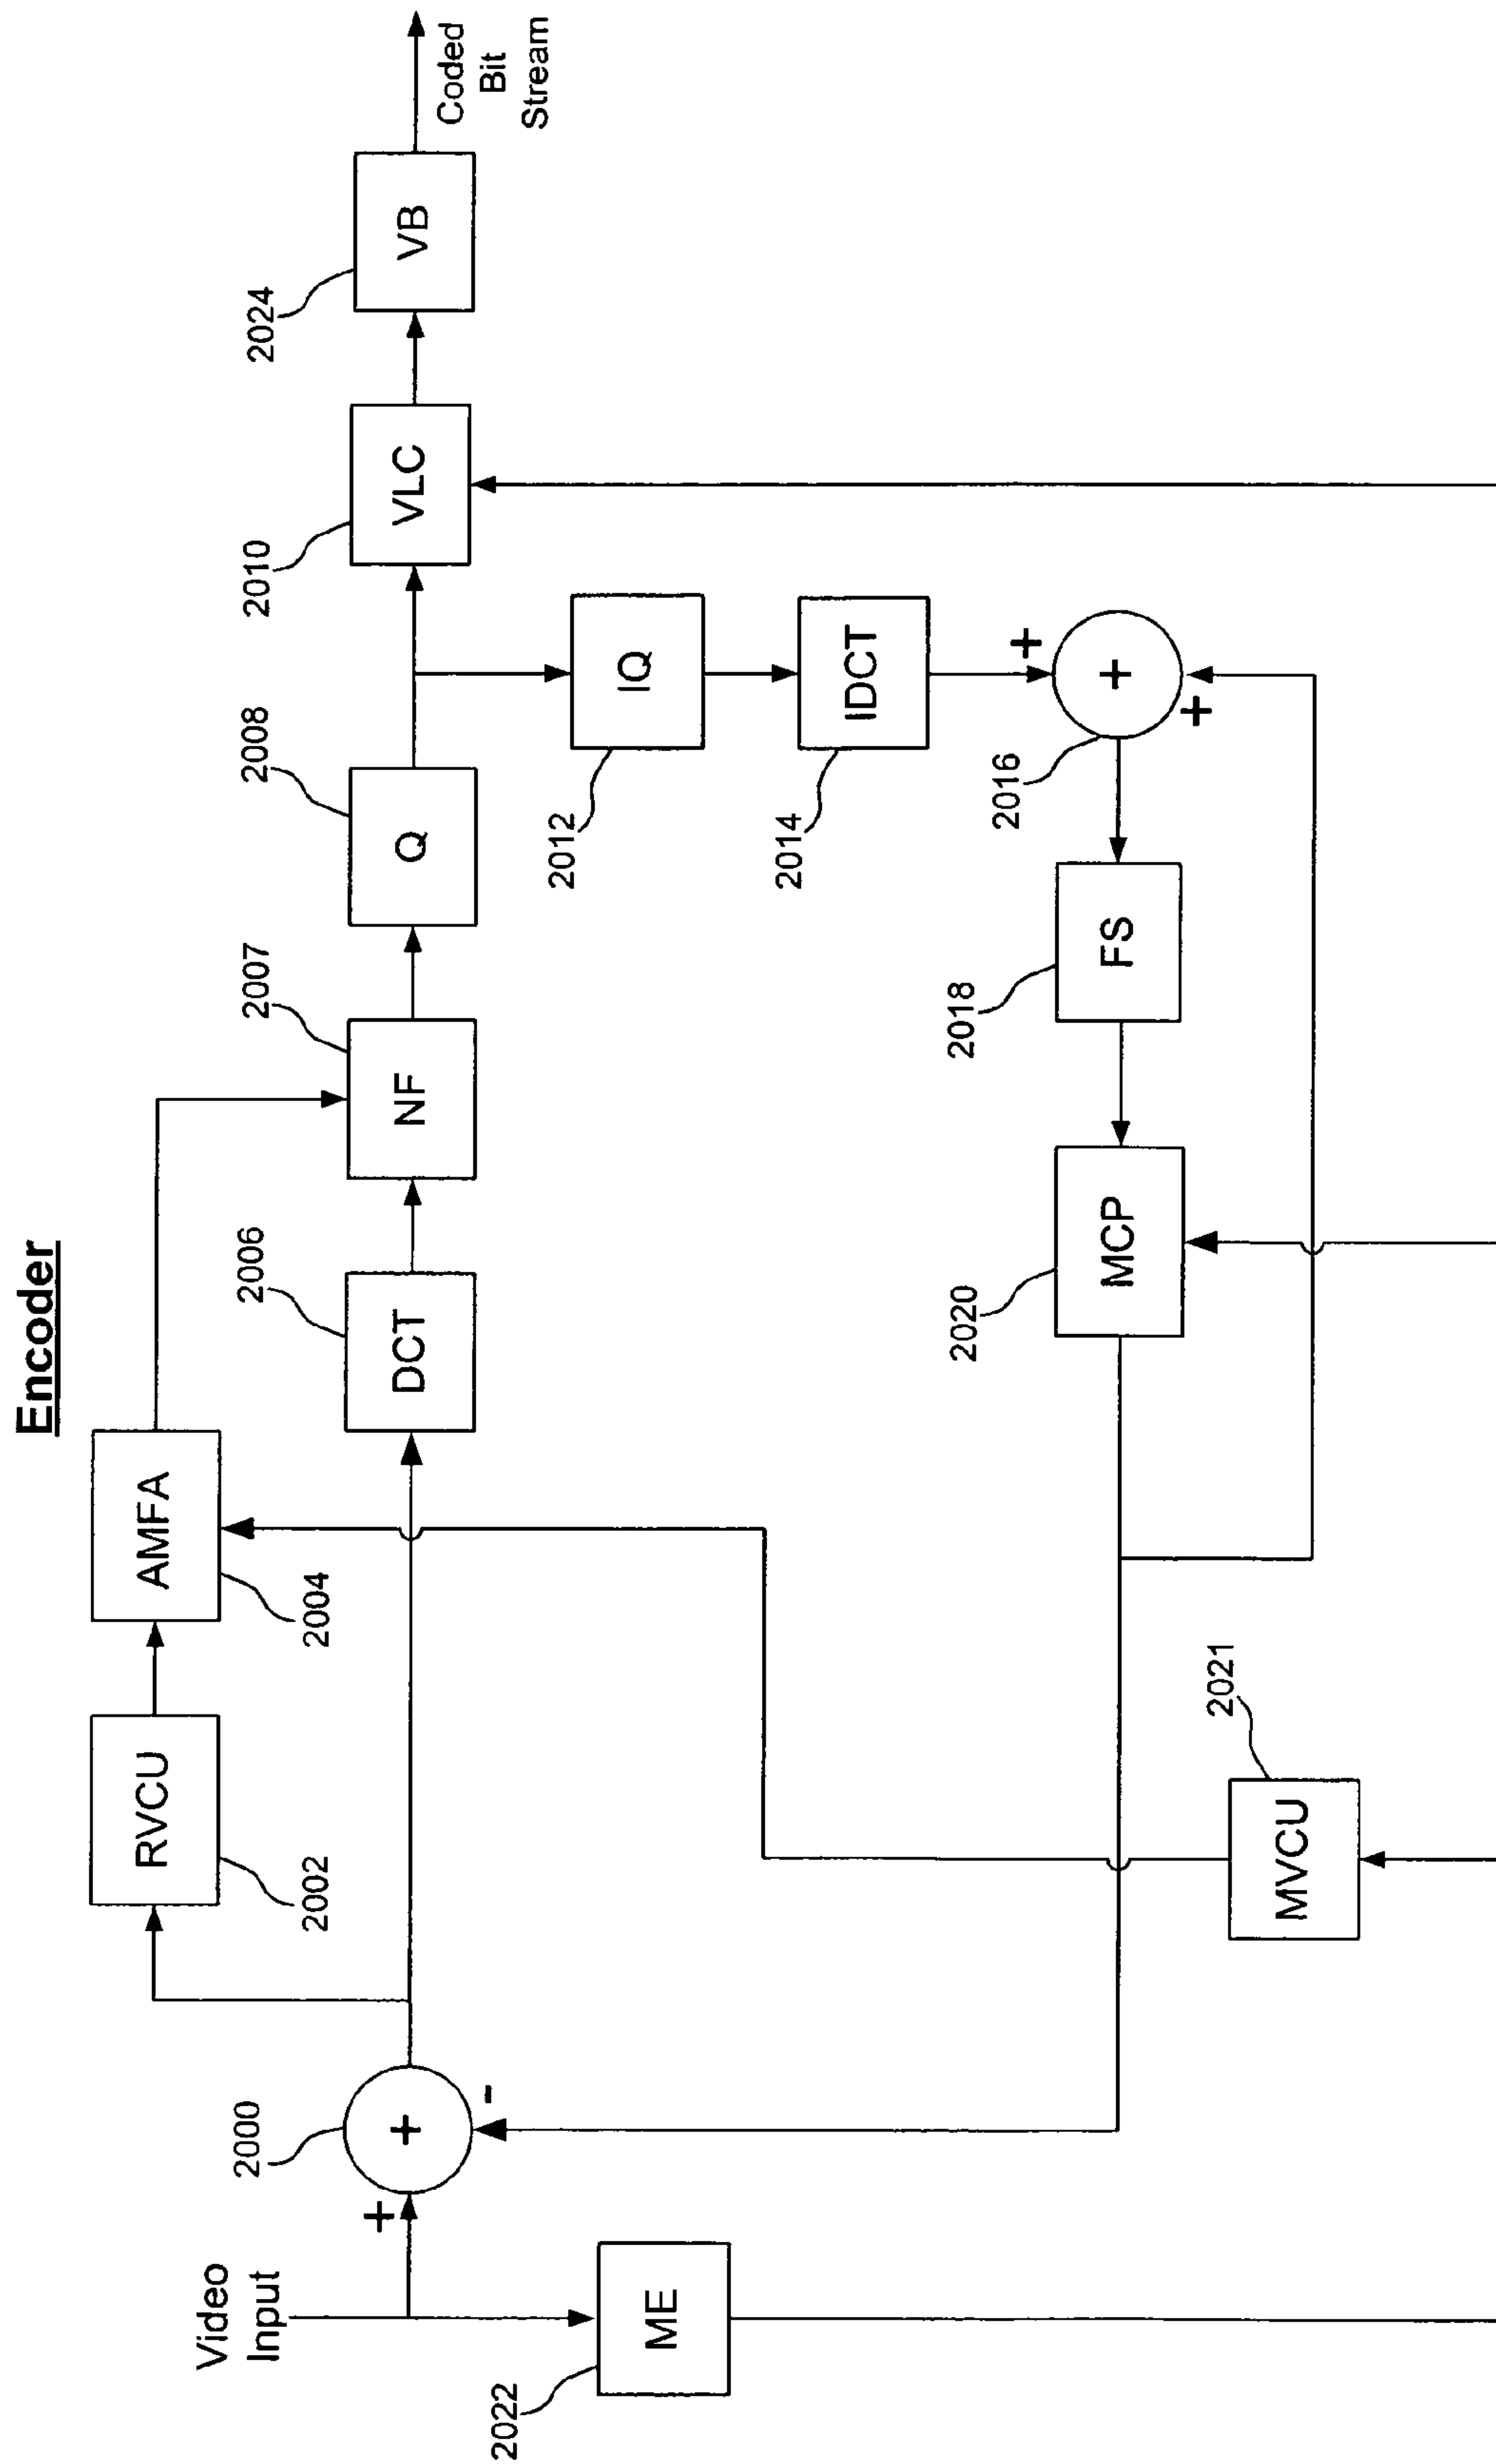 Encoder
Video
Input
+
2000
+
-
2022
ME
RVCU
2002
AMFA
2004
2006
DCT
2007
NF
2008
Q
2010
VLC
2024
VB
Coded
Bit
Stream
IQ
2012
IDCT
2014
+
+
+
2016
FS
2018
MCP
2020
MVCU
2021